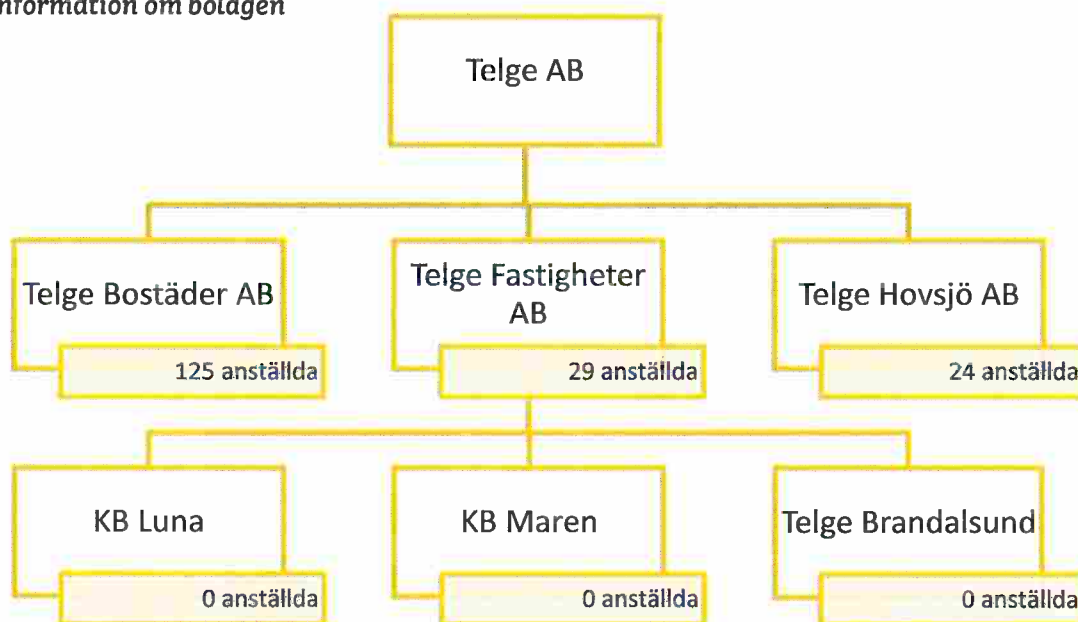 nformation om bolagen
Telge AB
Telge Bostäder AB
125 anställda
Telge Fastigheter
AB
29 anställda
Telge Hovsjö AB
24 anställda
KB Luna
0 anställda
KB Maren
0 anställda
Telge Brandalsund
0 anställda